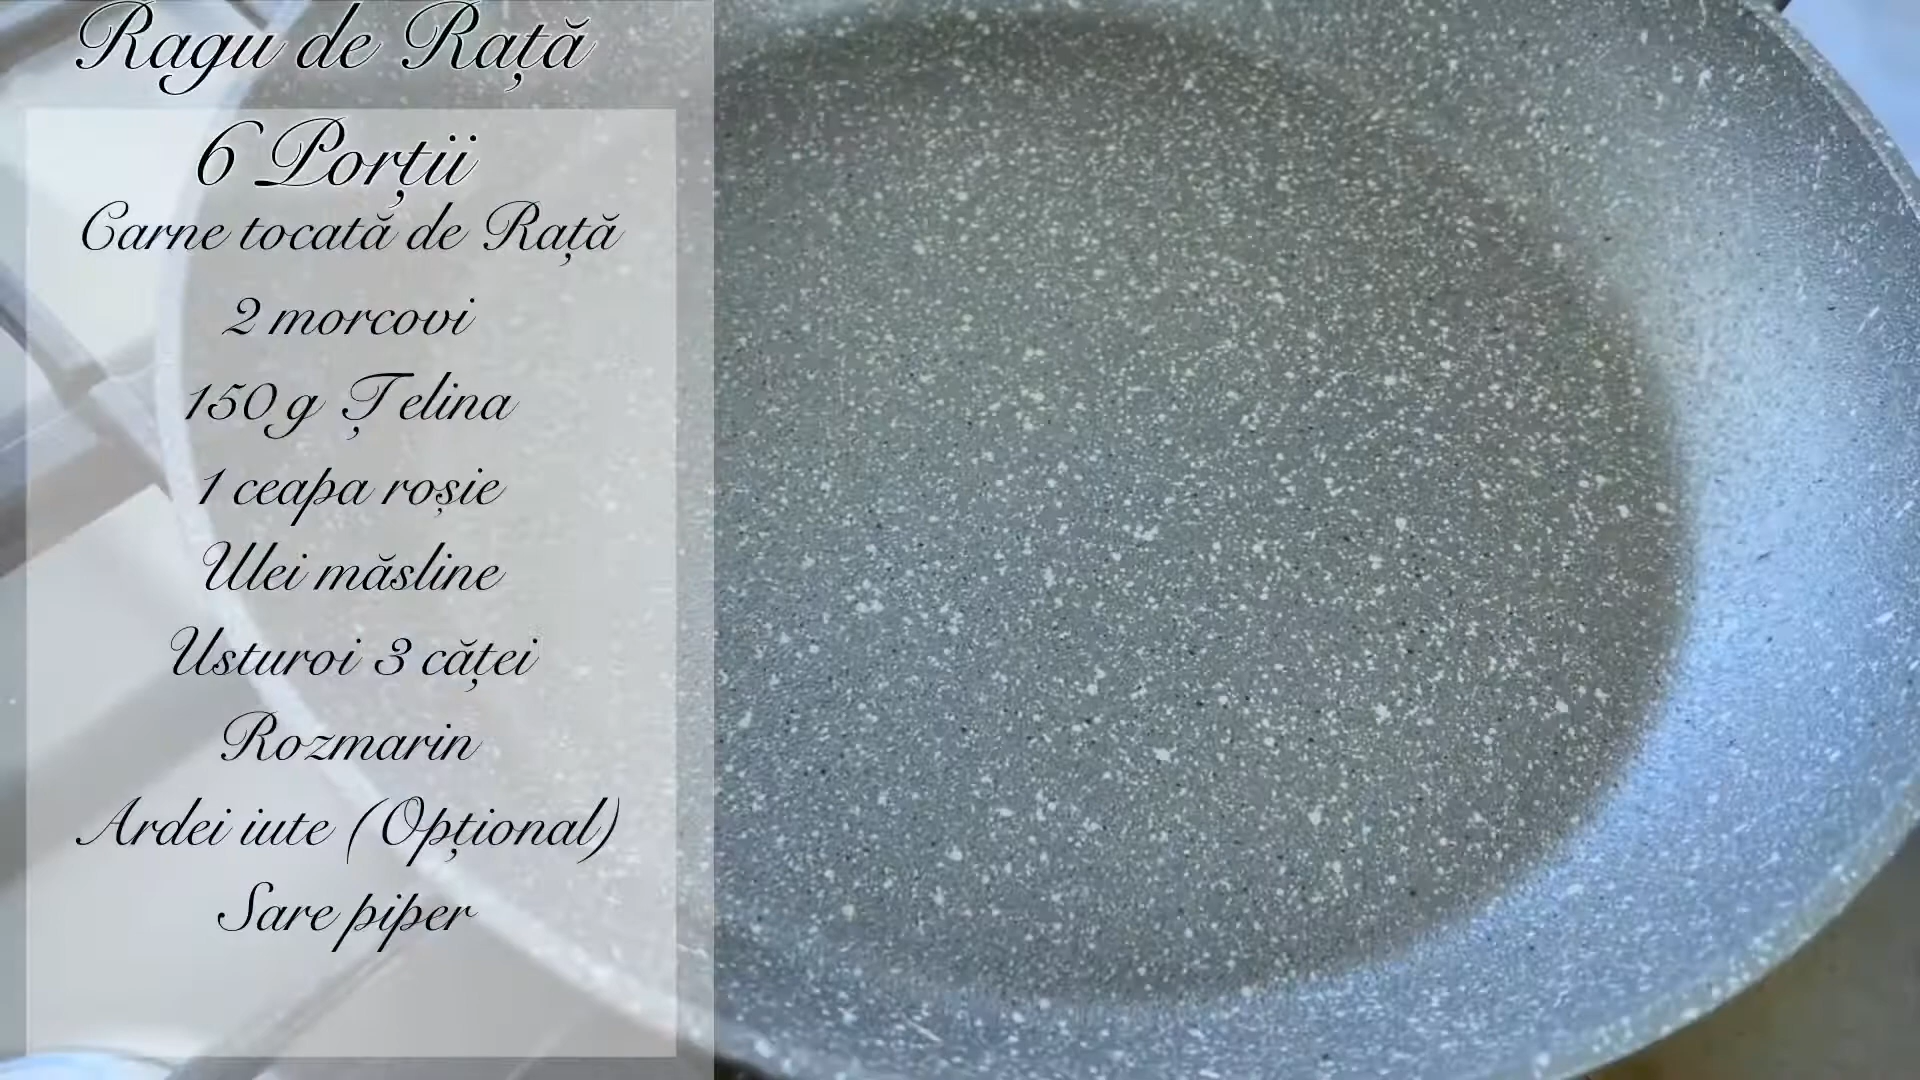 Ragu de Rață
6 Porții
Carne tocată de Rață
2 morcovi
150 g Țelina
1 ceapa roșie
Ulei măsline
Usturoi 3 căței
Rozmarin
Ardei iute (Opțional)
Sare piper